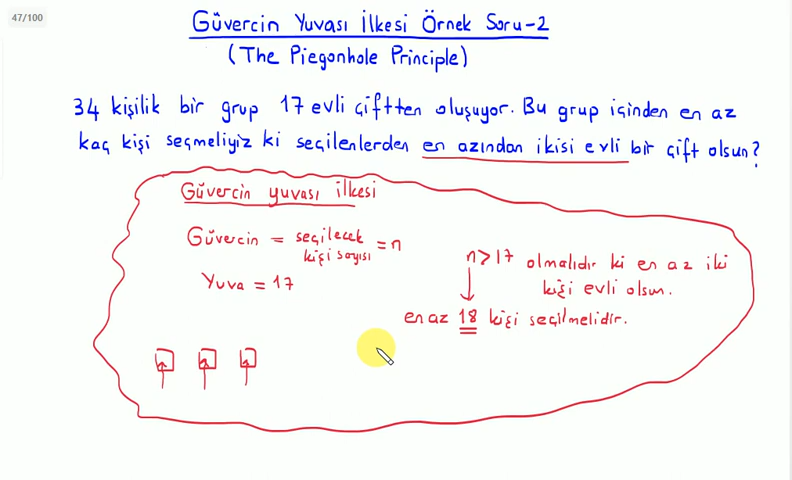 47/100
Güvercin Yuvası İlkesi Örnek Soru-2
(The Piegonhole Principle)
34 kişilik bir grup 17 evli çiftten oluşuyor. Bu grup içinden en az
kaç kişi seçmeliyiz ki seçilenlerden en azından ikisi evli bir çift olsun?
Güvercin yuvası ilkesi
Güvercin = seçilecek kişi sayısı = n
Yuva = 17
n>17 olmalıdır ki en az iki
kişi evli olsun.
en az 18 kişi seçilmelidir.